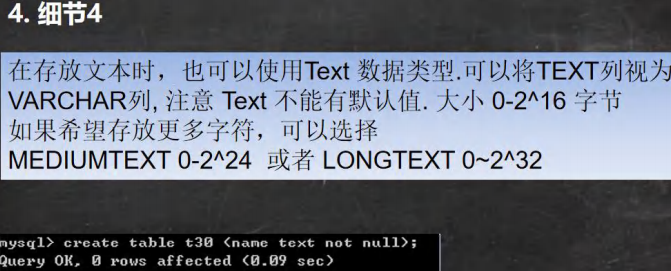 4. 细节4
在存放文本时，也可以使用Text 数据类型.可以将TEXT列视为
VARCHAR列, 注意 Text 不能有默认值. 大小 0-2^16 字节
如果希望存放更多字符，可以选择
MEDIUMTEXT 0-2^24 或者 LONGTEXT 0~2^32
mysql> create table t30 (name text not null);
Query OK, 0 rows affected (0.09 sec)